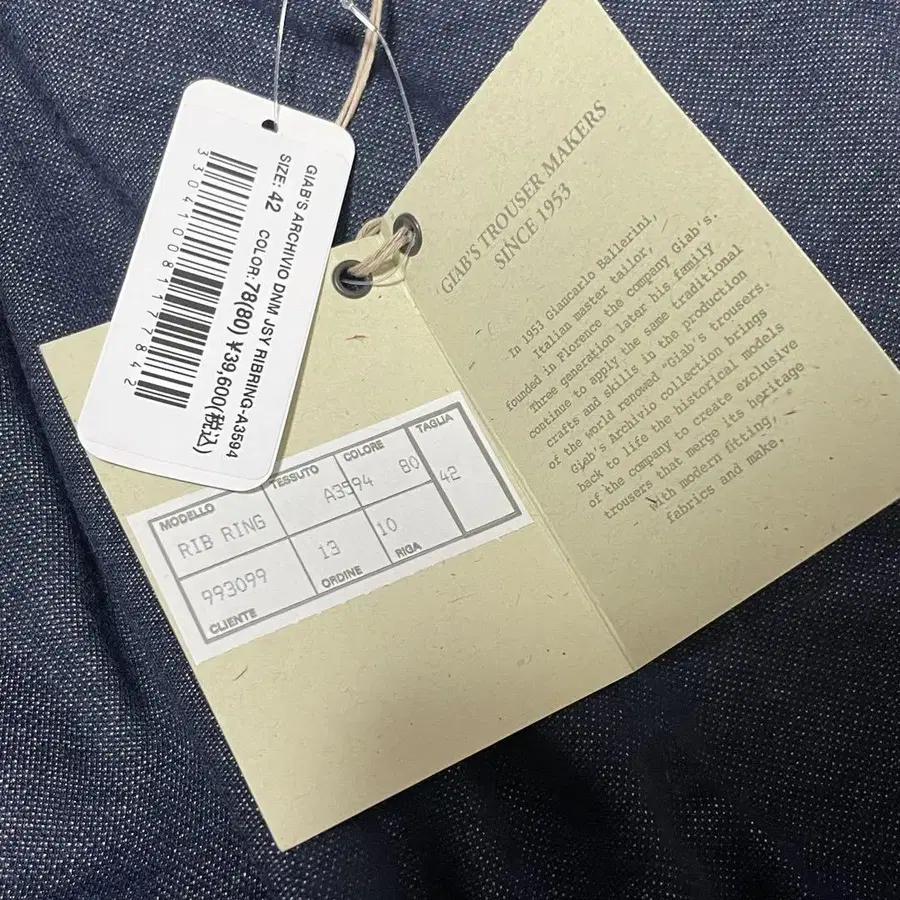 GIAB'S ARCHIVIO DNM JSY RIBRING-A3594
SIZE: 42 COLOR:78(80) ¥39,600(税込)
330410081177842
GIAB'S TROUSER MAKERS
SINCE 1953
In 1953 Giancarlo Ballerini,
Italian master tailor,
founded in Florence the company Giab's.
Three generation later his family
continue to apply the same traditional
crafts and skills in the production
of the world renowed "Giab's trousers.
Giab's Archivio collection brings
back to life the historical models
of the company to create exclusive
trousers that merge its heritage
with modern fitting,
fabrics and make.
MODELLO TESSUTO COLORE TAGLIA
RIB RING A3594 80 42
993099 13 10
CLIENTE ORDINE RIGA